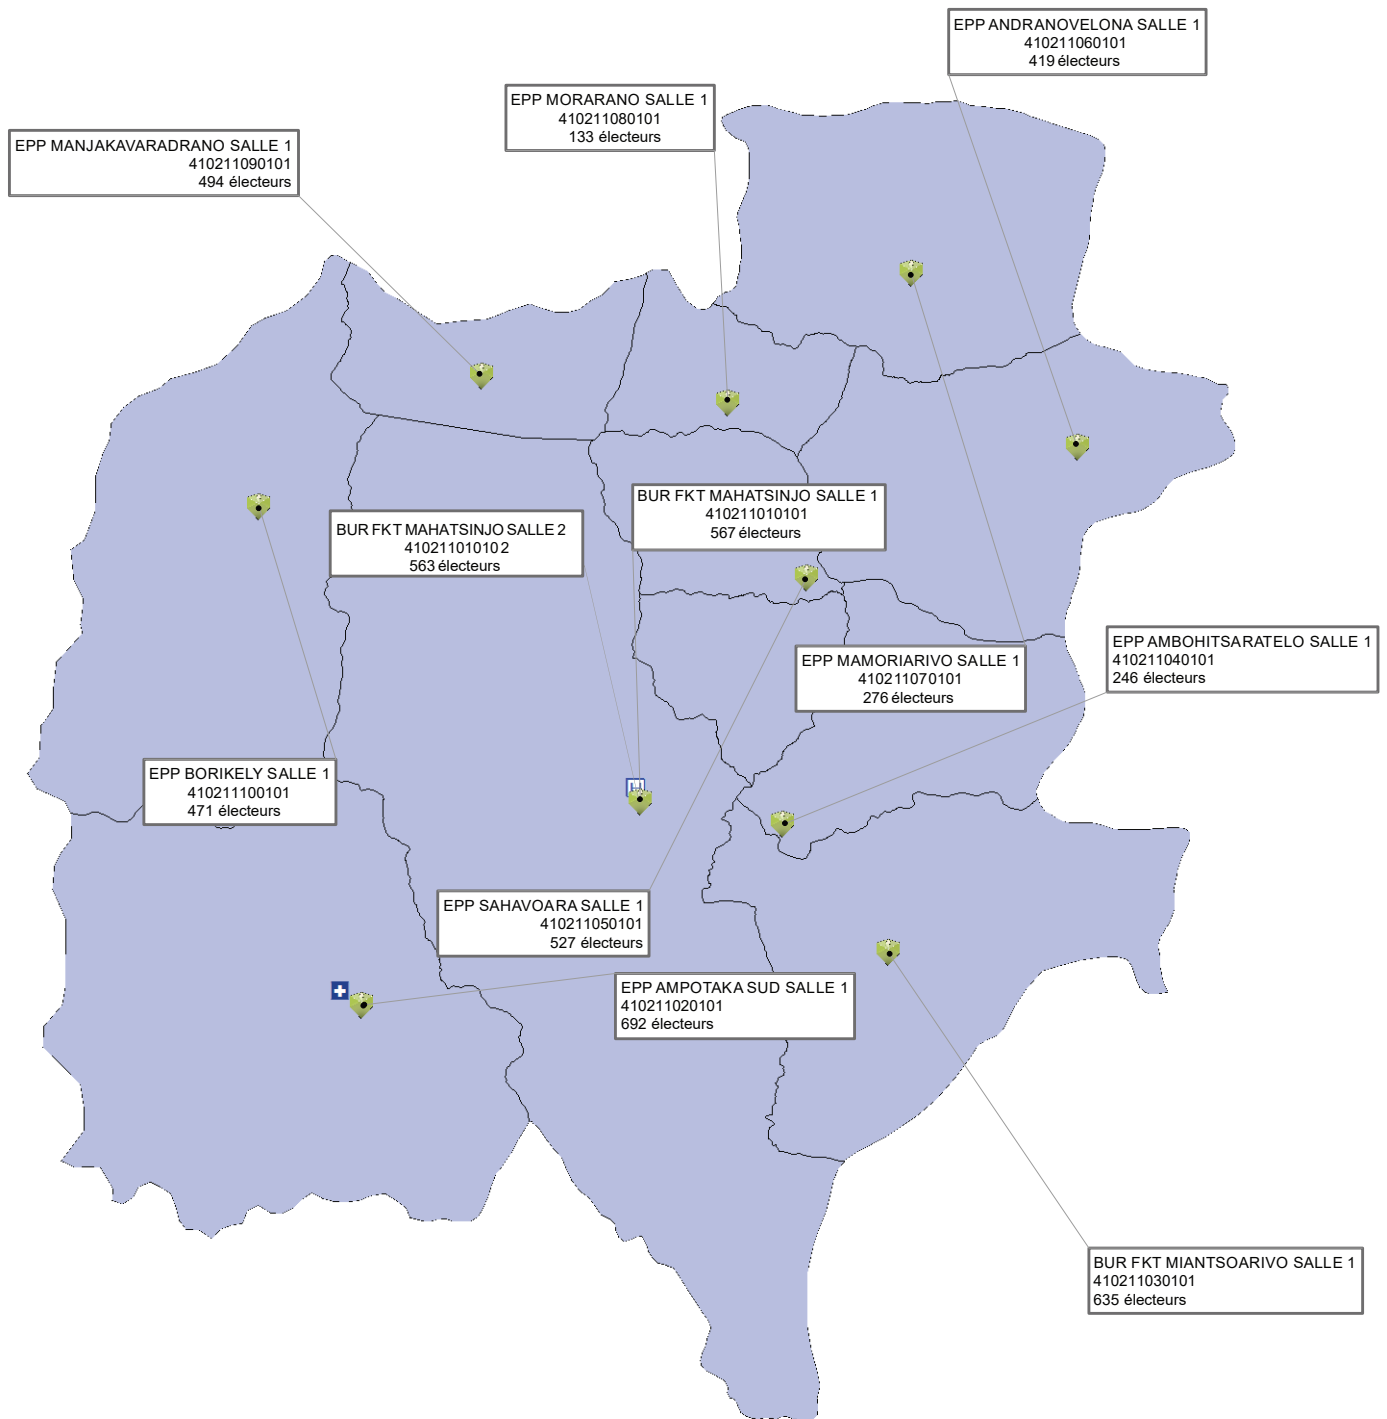 EPP ANDRANOVELONA SALLE 1
410211060101
419 électeurs
EPP MORARANO SALLE 1
410211080101
133 électeurs
EPP MANJAKAVARADRANO SALLE 1
410211090101
494 électeurs
BUR FKT MAHATSINJO SALLE 1
410211010101
567 électeurs
BUR FKT MAHATSINJO SALLE 2
410211010102
563 électeurs
EPP AMBOHITSARATELO SALLE 1
410211040101
246 électeurs
EPP MAMORIARIVO SALLE 1
410211070101
276 électeurs
EPP BORIKELY SALLE 1
410211100101
471 électeurs
H
EPP SAHAVOARA SALLE 1
410211050101
527 électeurs
EPP AMPOTAKA SUD SALLE 1
410211020101
692 électeurs
BUR FKT MIANTSOARIVO SALLE 1
410211030101
635 électeurs